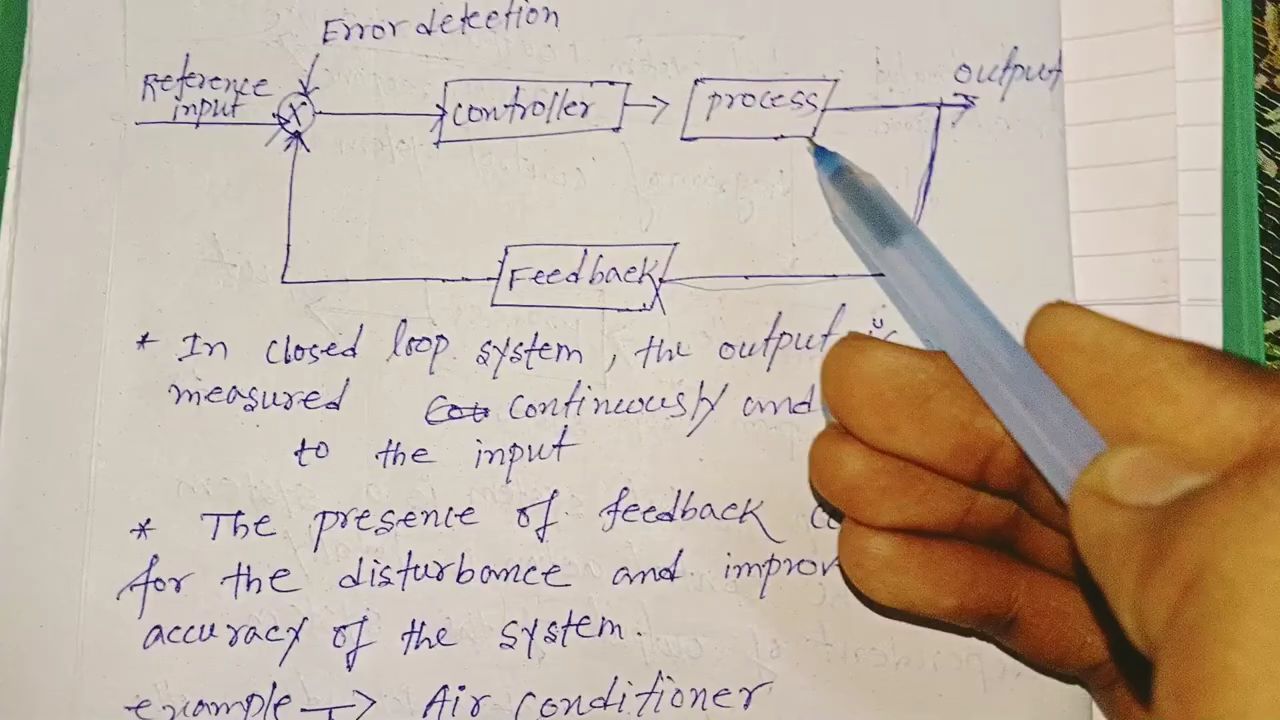 Error detection
Reference
input
controller
process
output
Feedback
* In closed loop system, the output is
measured continuously and
to the input
* The presence of feedback
for the disturbance and
accuracy of the system.
example → Air conditioner